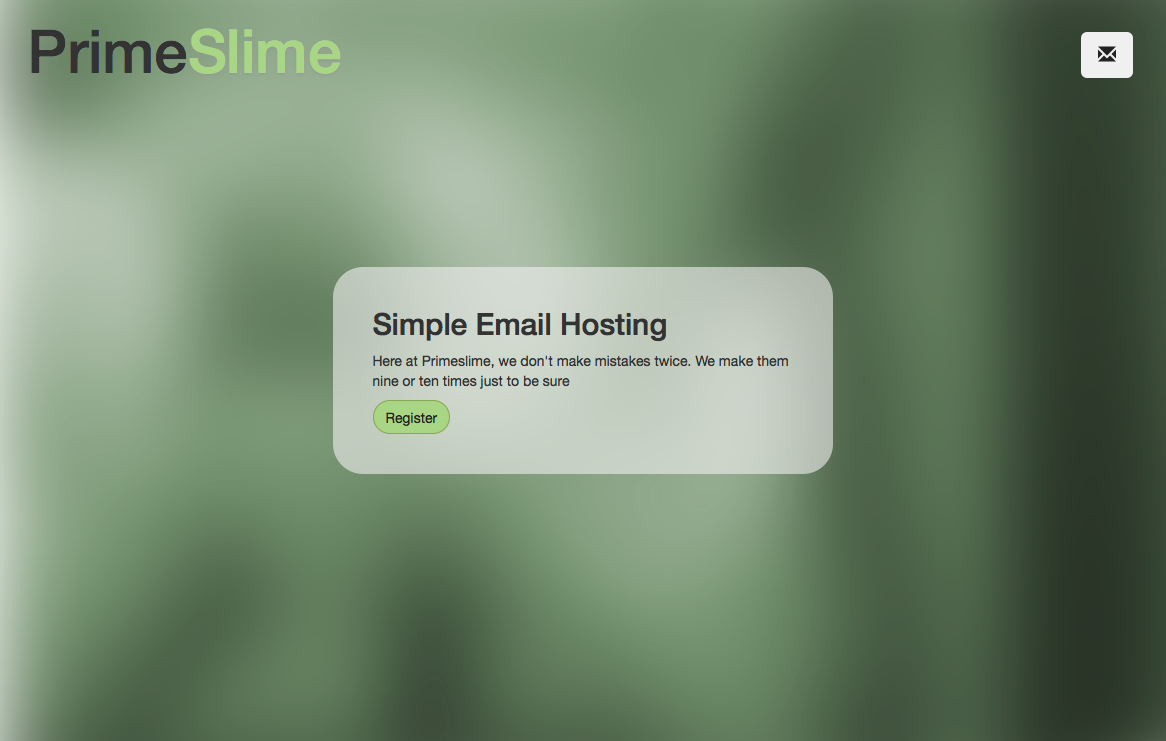 PrimeSlime
Simple Email Hosting
Here at Primeslime, we don't make mistakes twice. We make them
nine or ten times just to be sure
Register